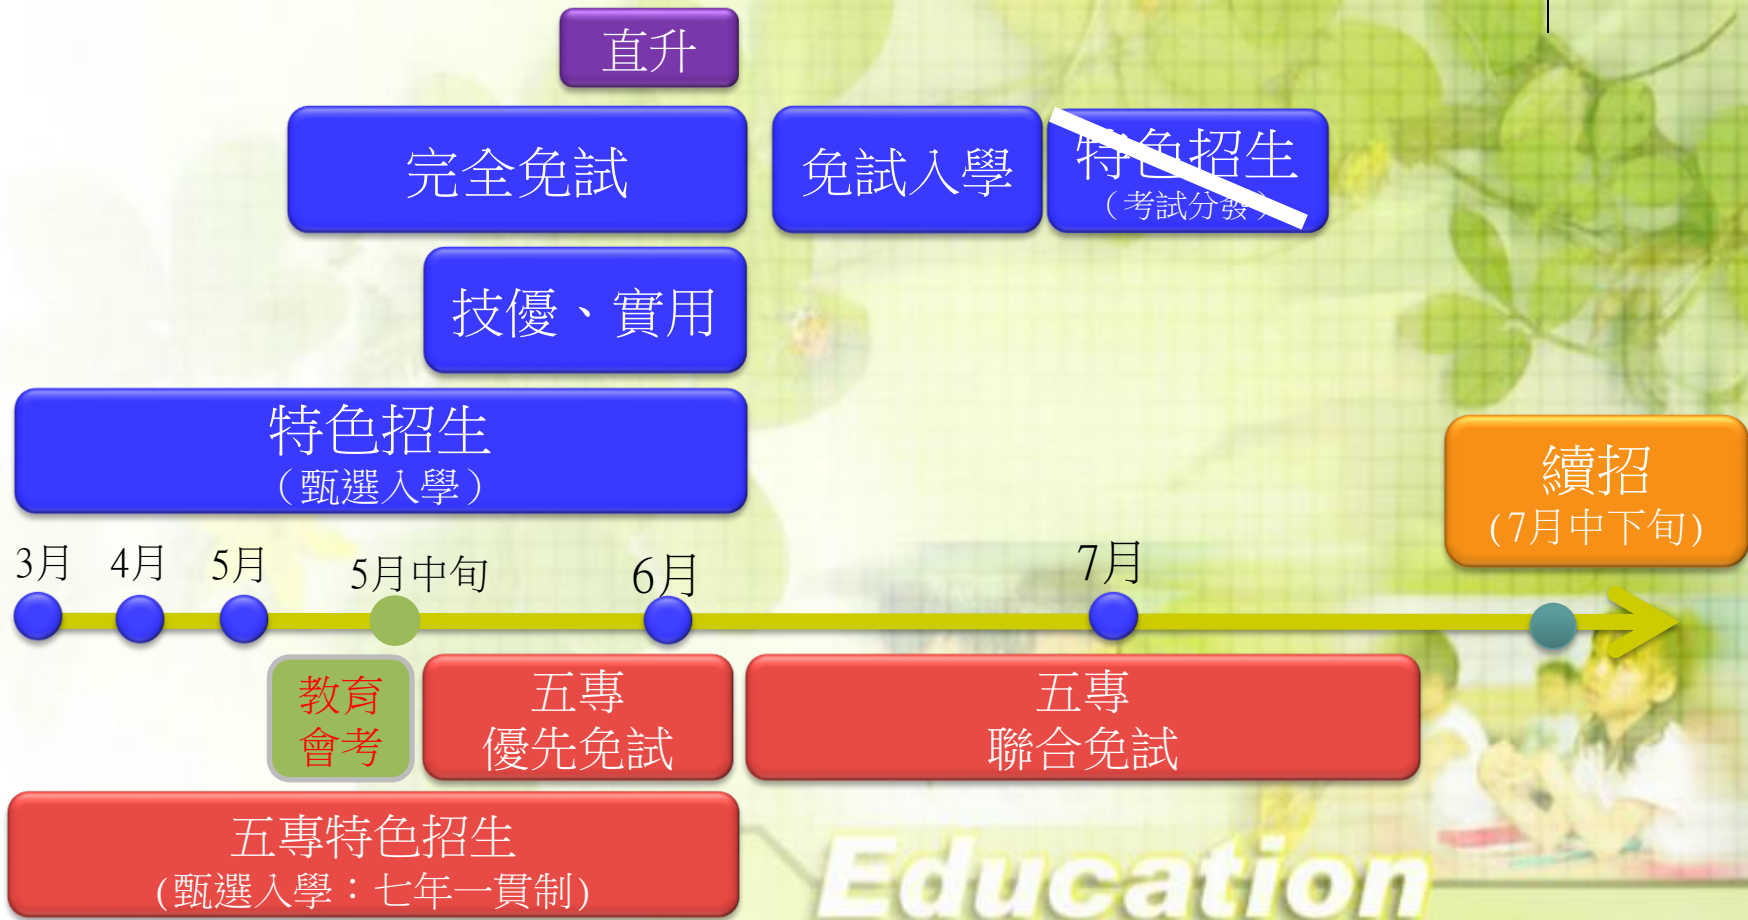 直升
完全免試
免試入學
特色招生
（考試分發）
技優、實用
特色招生
（甄選入學）
續招
(7月中下旬)
3月
4月
5月
5月中旬
6月
7月
教育
會考
五專
優先免試
五專
聯合免試
五專特色招生
(甄選入學：七年一貫制)
Education